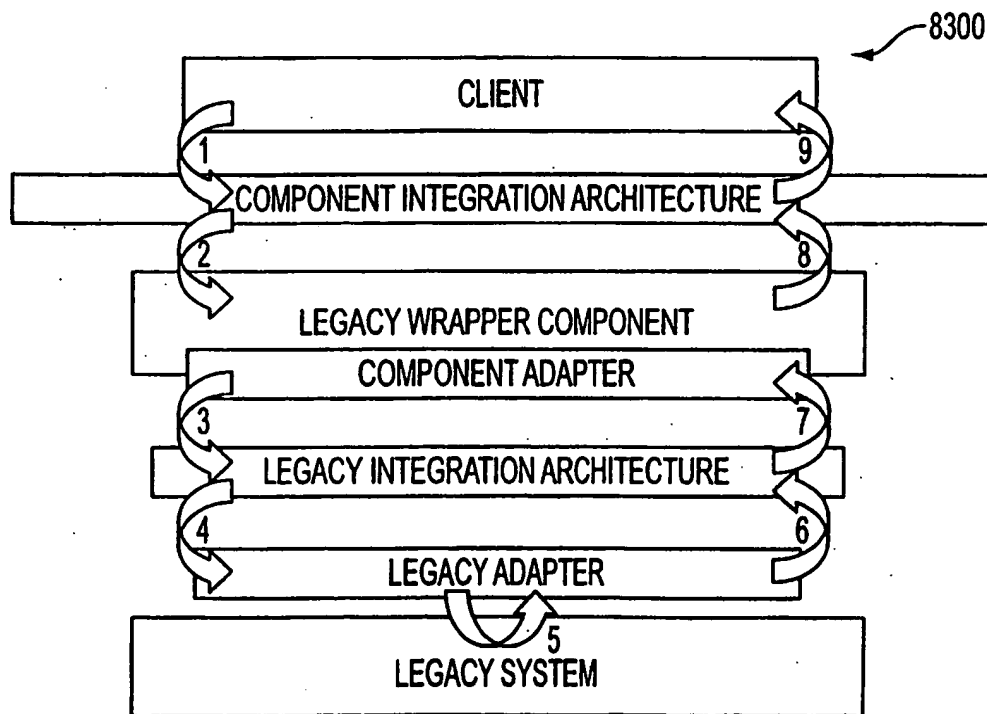 8300
CLIENT
1 9
COMPONENT INTEGRATION ARCHITECTURE
2 8
LEGACY WRAPPER COMPONENT
COMPONENT ADAPTER
3 7
LEGACY INTEGRATION ARCHITECTURE
4 6
LEGACY ADAPTER
5
LEGACY SYSTEM